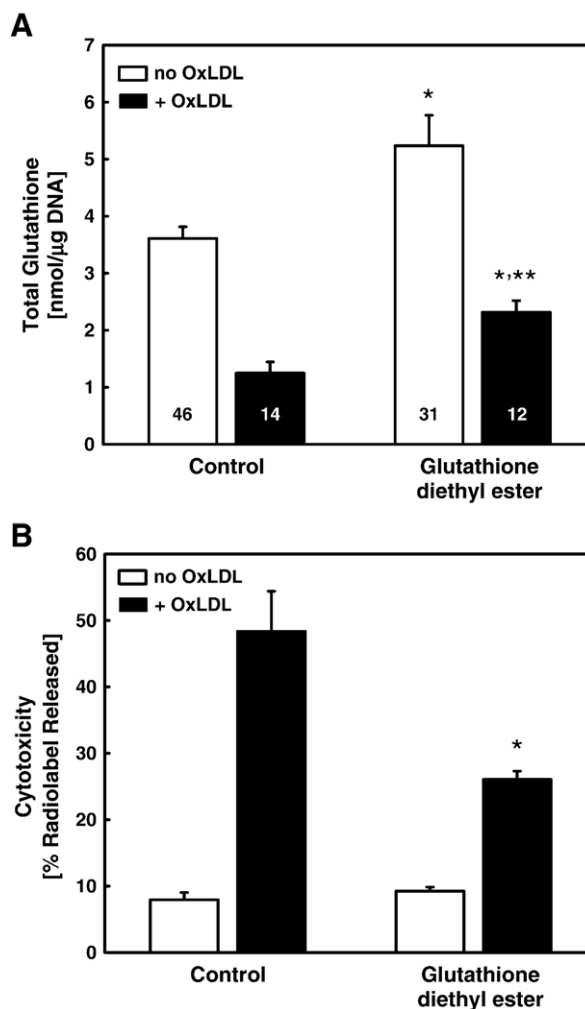 A
7
6
5
4
3
2
1
0
Total Glutathione
[nmol/µg DNA]
no OxLDL
+ OxLDL
*
*,**
46
14
31
12
Control
Glutathione
diethyl ester
B
60
50
40
30
20
10
0
Cytotoxicity
[% Radiolabel Released]
no OxLDL
+ OxLDL
*
Control
Glutathione
diethyl ester